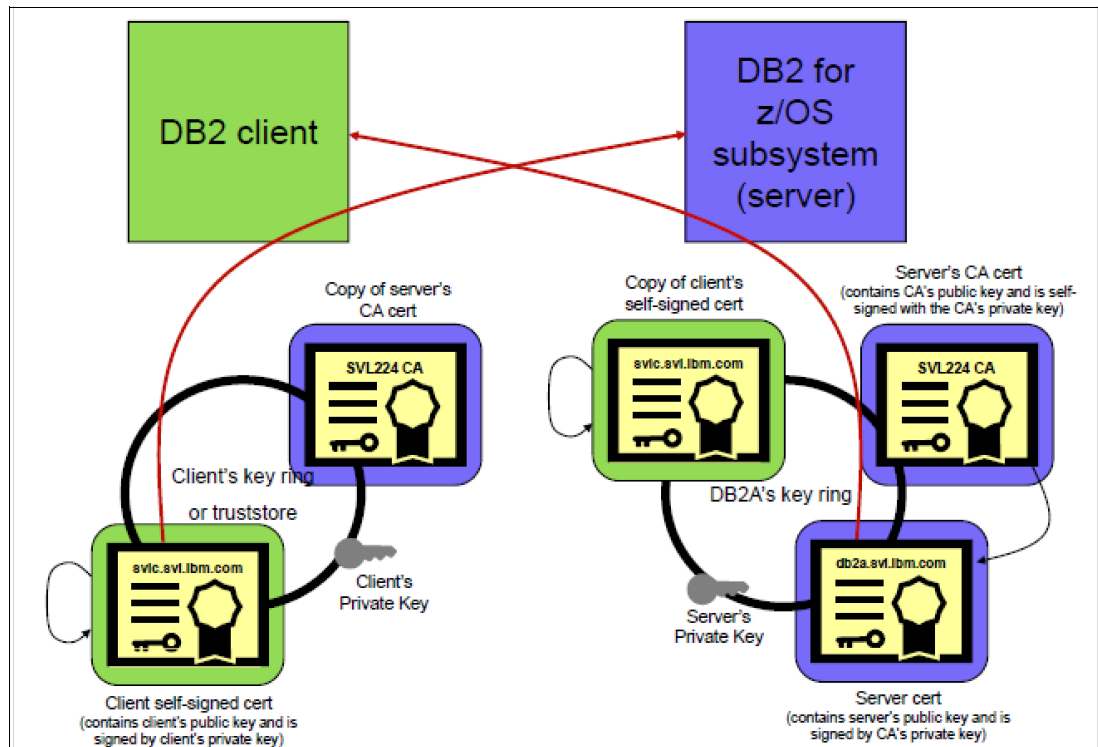 DB2 client
DB2 for
z/OS
subsystem
(server)
Copy of server's
CA cert
SVL224 CA
Client's key ring
or truststore
svlc.svl.ibm.com
Client's
Private Key
Client self-signed cert
(contains client's public key and is
signed by client's private key)
Copy of client's
self-signed cert
svlc.svl.ibm.com
Server's CA cert
(contains CA's public key and is self-
signed with the CA's private key)
SVL224 CA
DB2A's key ring
db2a.svl.ibm.com
Server's
Private Key
Server cert
(contains server's public key and is
signed by CA's private key)